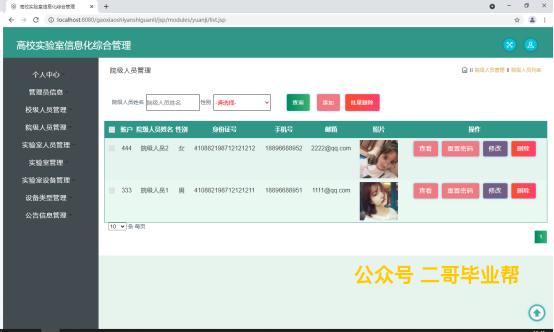 高校实验室信息化综合管理
localhost:8080/gaoxiaoshiyanshiguanli/jsp/modules/yuanji/list.jsp
高校实验室信息化综合管理
个人中心
管理员信息
校级人员管理
院级人员管理
实验室人员管理
实验室管理
实验室设备管理
设备类型管理
公告信息管理
院级人员管理
院级人员管理 院级人员列表
院级人员姓名 院级人员姓名 性别 -请选择- 查询 添加 批量删除
账户 院级人员姓名 性别 身份证号 手机号 邮箱 照片 操作
444 院级人员2 女 410882198712121212 18896688952 2222@qq.com 查看 重置密码 修改 删除
333 院级人员1 男 410882198712121211 18896688951 1111@qq.com 查看 重置密码 修改 删除
10 条 每页
1
公众号 二哥毕业帮